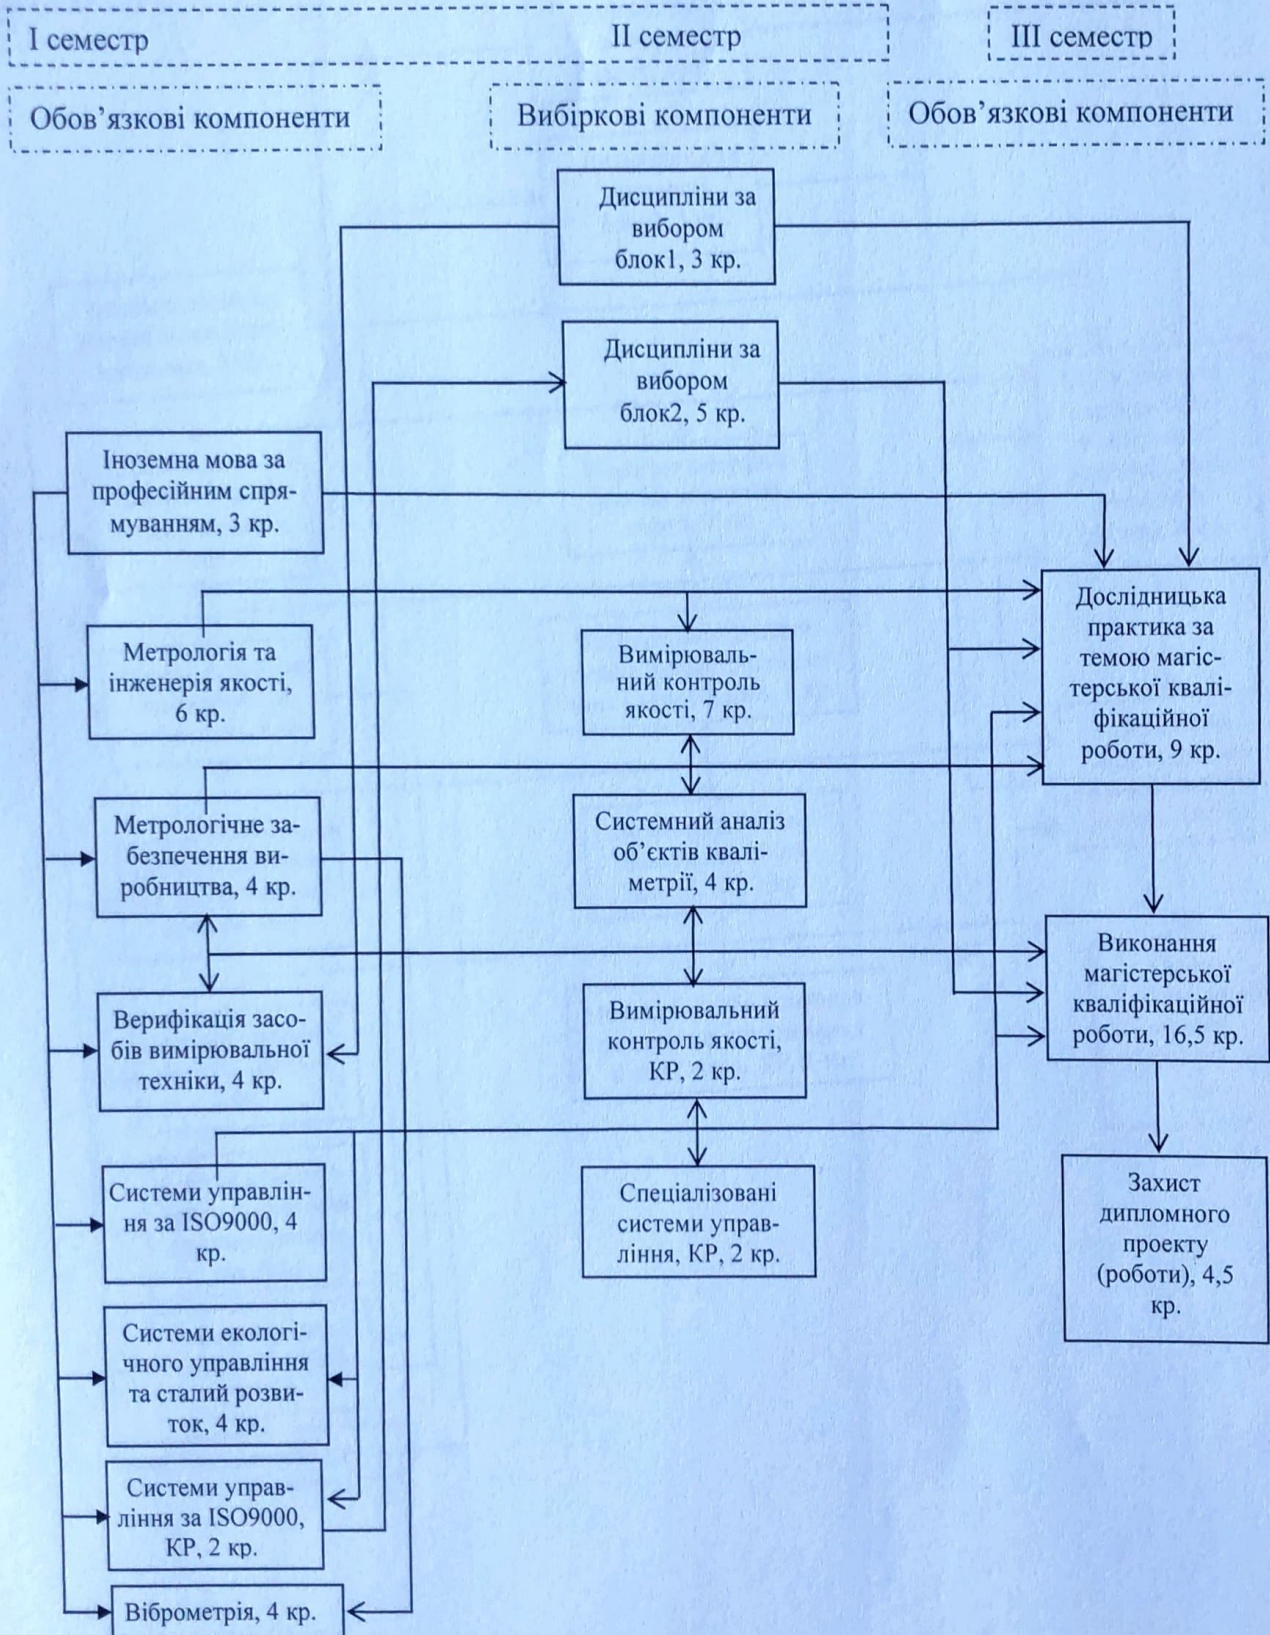 І семестр
ІІ семестр
ІІІ семестр
Обов’язкові компоненти
Вибіркові компоненти
Обов’язкові компоненти
Дисципліни за
вибором
блок1, 3 кр.
Дисципліни за
вибором
блок2, 5 кр.
Іноземна мова за
професійним спря-
муванням, 3 кр.
Метрологія та
інженерія якості,
6 кр.
Метрологічне за-
безпечення ви-
робництва, 4 кр.
Верифікація засо-
бів вимірювальної
техніки, 4 кр.
Системи управлін-
ня за ISO9000, 4
кр.
Системи екологі-
чного управління
та сталий розви-
ток, 4 кр.
Системи управ-
ління за ISO9000,
КР, 2 кр.
Віброметрія, 4 кр.
Вимірюваль-
ний контроль
якості, 7 кр.
Системний аналіз
об’єктів квалі-
метрії, 4 кр.
Вимірювальний
контроль якості,
КР, 2 кр.
Спеціалізовані
системи управ-
ління, КР, 2 кр.
Дослідницька
практика за
темою магіс-
терської квалі-
фікаційної
роботи, 9 кр.
Виконання
магістерської
кваліфікаційної
роботи, 16,5 кр.
Захист
дипломного
проекту
(роботи), 4,5
кр.